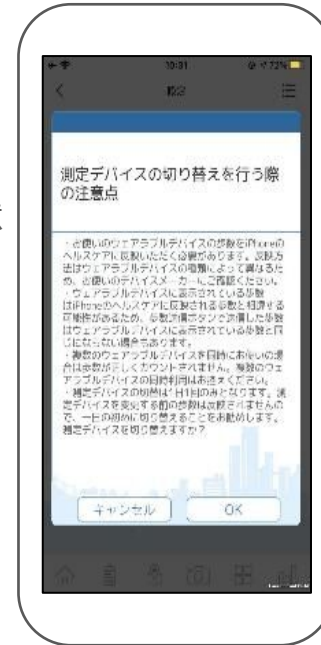 10:31
72%
設定
測定デバイスの切り替えを行う際
の注意点
・お使いのウェアラブルデバイスの歩数をiPhoneの
ヘルスケアに反映いただく必要があります。反映方
法はウェアラブルデバイスの種類によって異なるた
め、お使いのデバイスメーカーにご確認ください。
・ウェアラブルデバイスに表示されている歩数
はiPhoneのヘルスケアに反映される歩数と相違する
可能性があるため、歩数送信ボタンで送信した歩数
はウェアラブルデバイスに表示されている歩数と同
じにならない場合もあります。
・複数のウェアラブルデバイスを同時にお使いの場
合は歩数が正しくカウントされません。複数のウェ
アラブルデバイスの同時利用はお控えください。
・測定デバイスの切替は1日1回のみとなります。測
定デバイスを変更する前の歩数は反映されませんの
で、一日の初めに切り替えることをお勧めします。
測定デバイスを切り替えますか？
キャンセル
OK